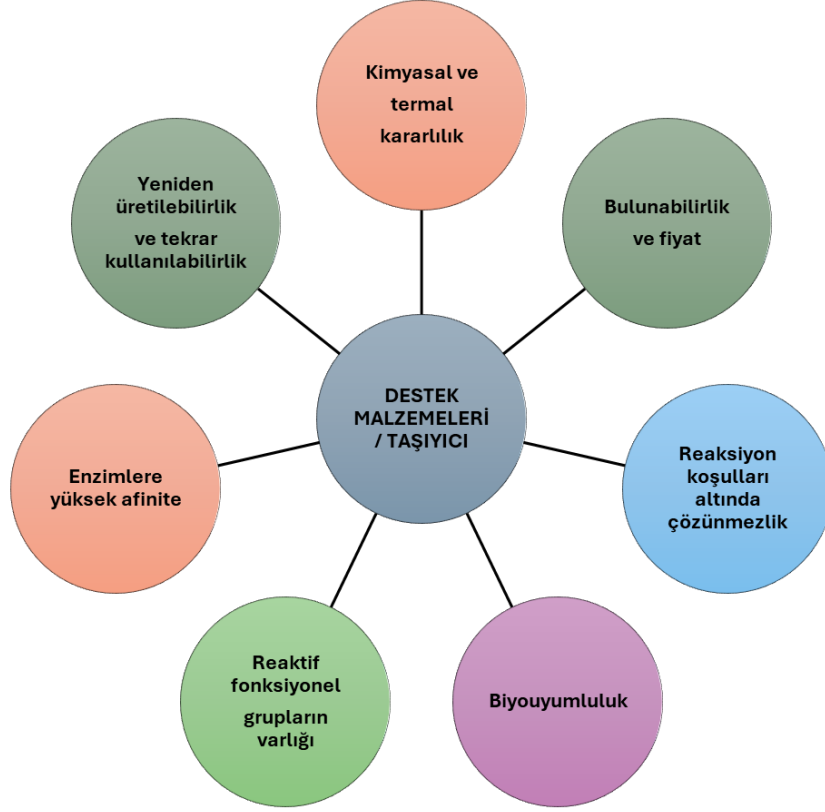 Kimyasal ve
termal
kararlılık
Yeniden
üretilebilirlik
ve tekrar
kullanılabilirlik
Bulunabilirlik
ve fiyat
DESTEK
MALZEMELERİ
/ TAŞIYICI
Enzimlere
yüksek afinite
Reaksiyon
koşulları
altında
çözünmezlik
Reaktif
fonksiyonel
grupların
varlığı
Biyouyumluluk